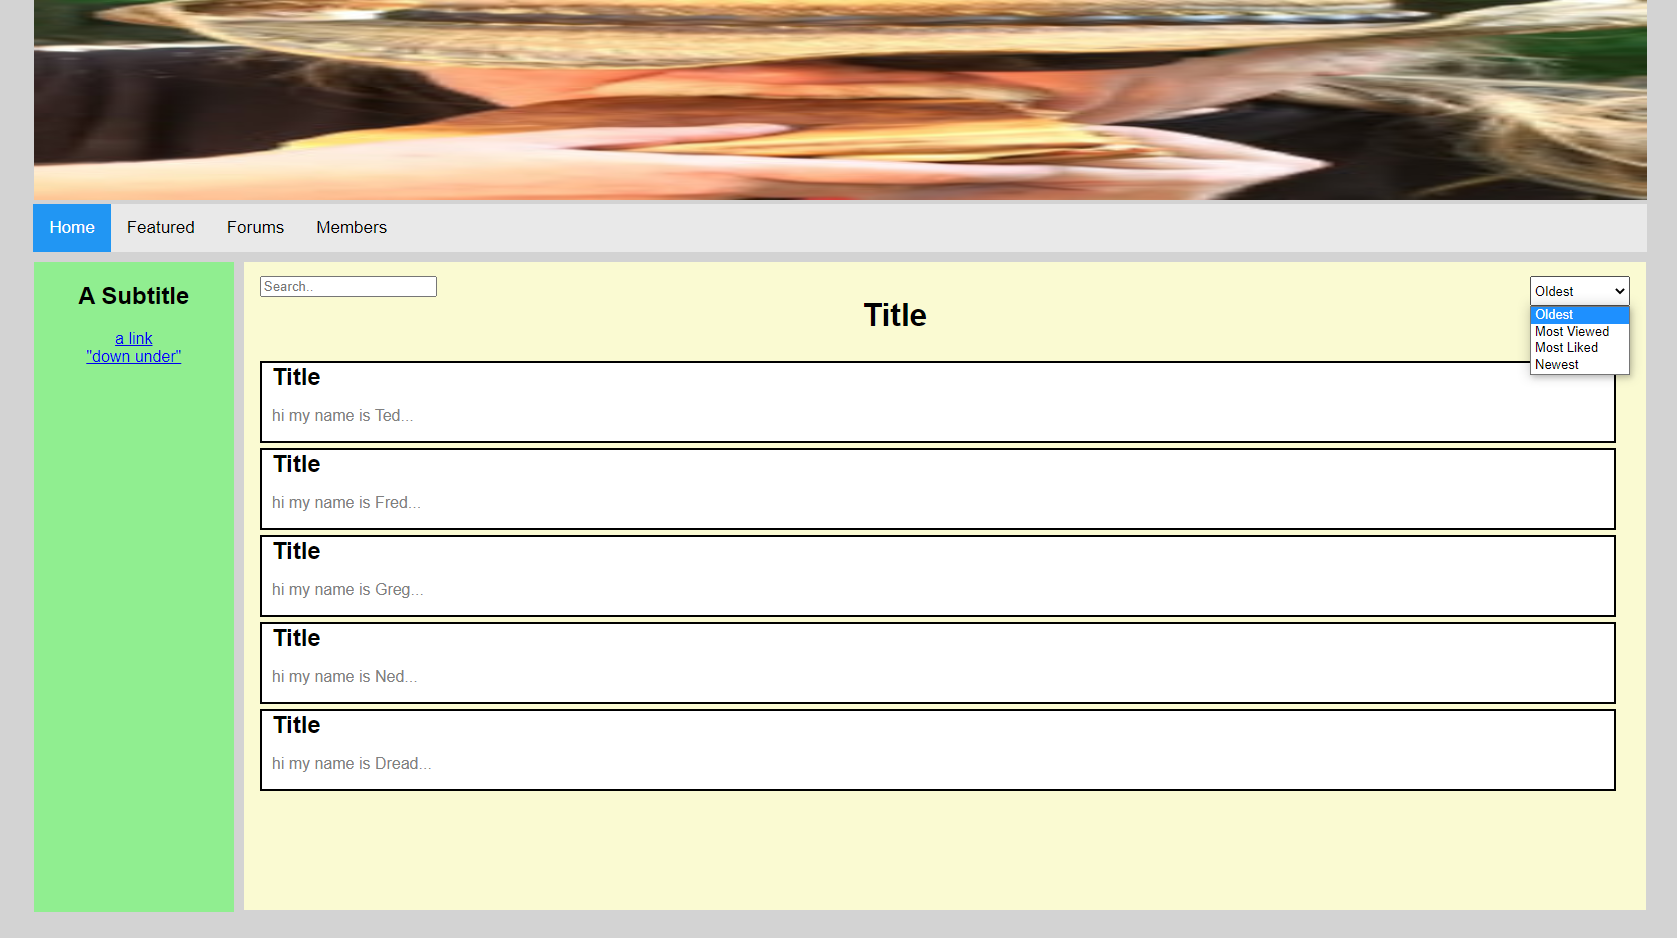 Home Featured Forums Members
A Subtitle
a link
"down under"
Search..
Title
Oldest
Oldest
Most Viewed
Most Liked
Newest
Title
hi my name is Ted...
Title
hi my name is Fred...
Title
hi my name is Greg...
Title
hi my name is Ned...
Title
hi my name is Dread...